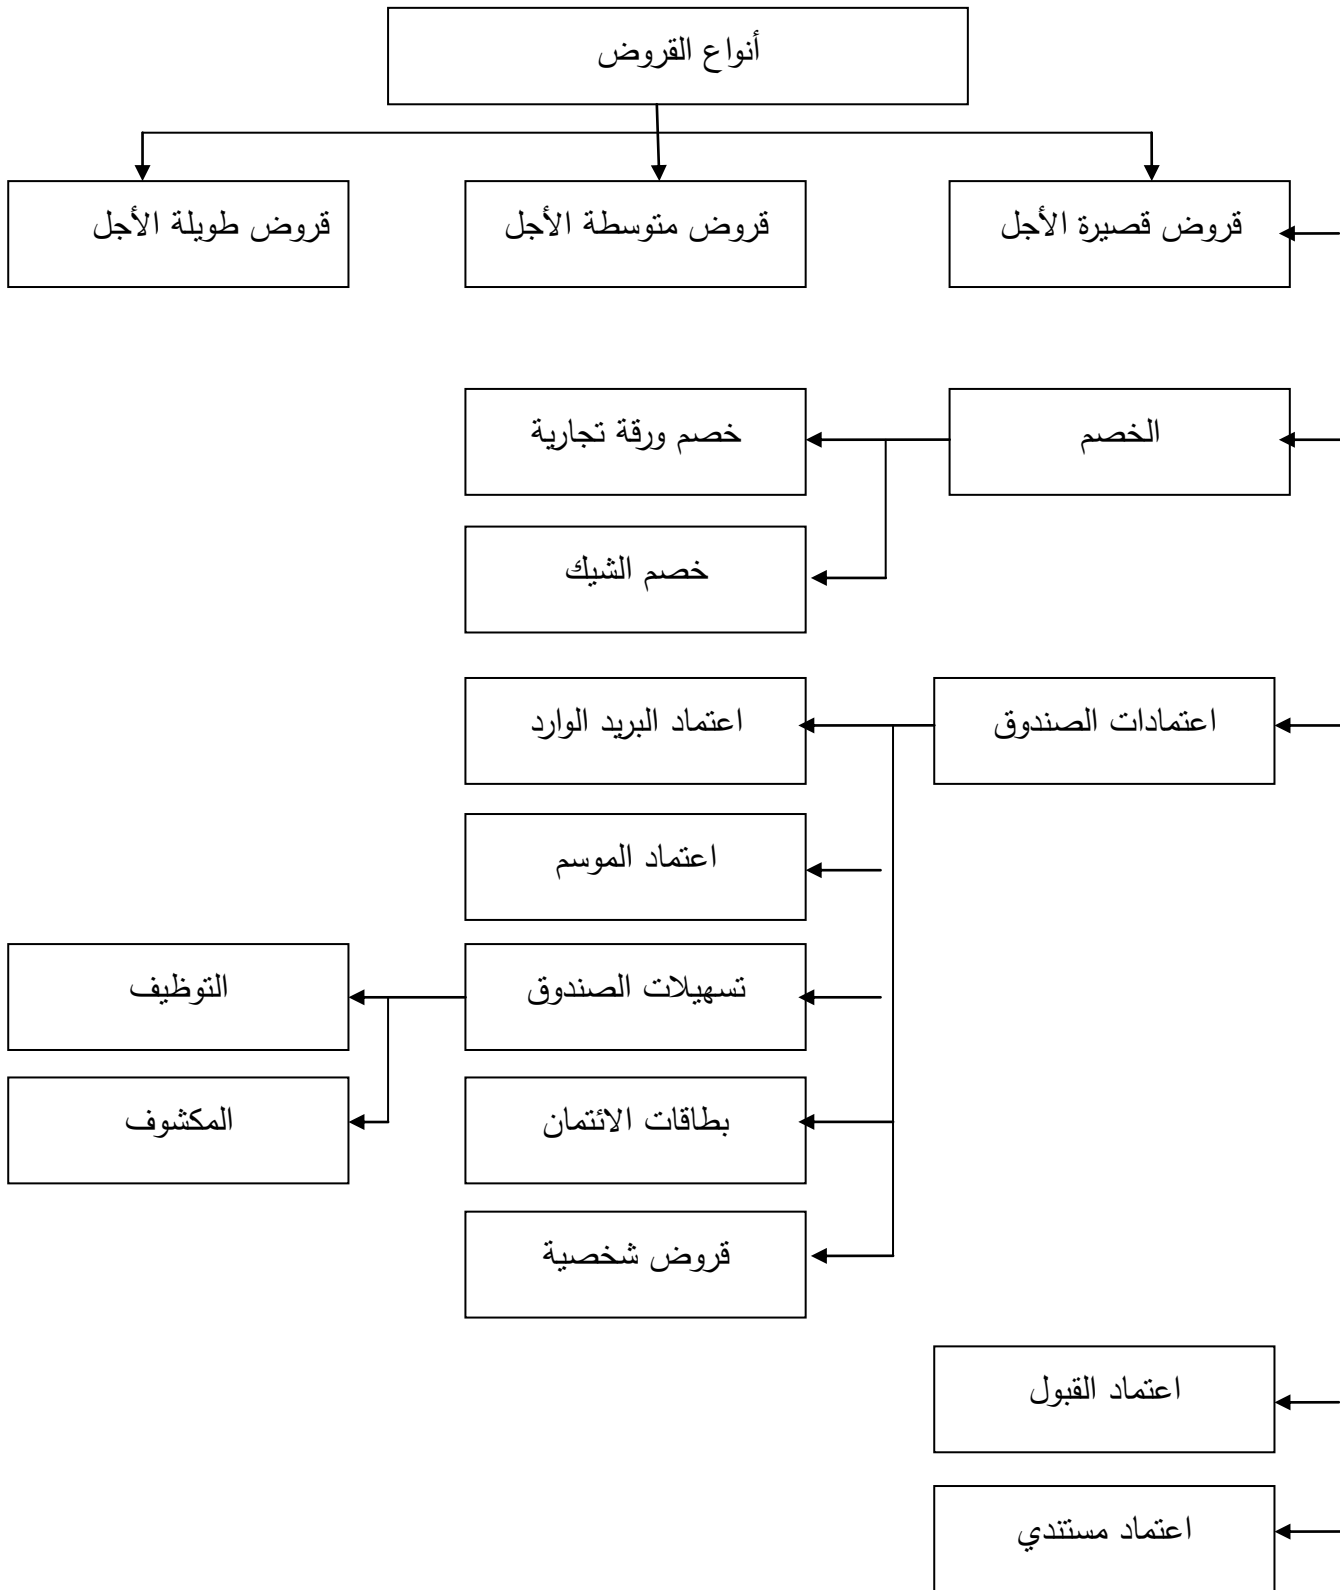 أنواع القروض
قروض قصيرة الأجل
قروض متوسطة الأجل
قروض طويلة الأجل
الخصم
خصم ورقة تجارية
خصم الشيك
اعتمادات الصندوق
اعتماد البريد الوارد
اعتماد الموسم
تسهيلات الصندوق
التوظيف
بطاقات الائتمان
المكشوف
قروض شخصية
اعتماد القبول
اعتماد مستندي